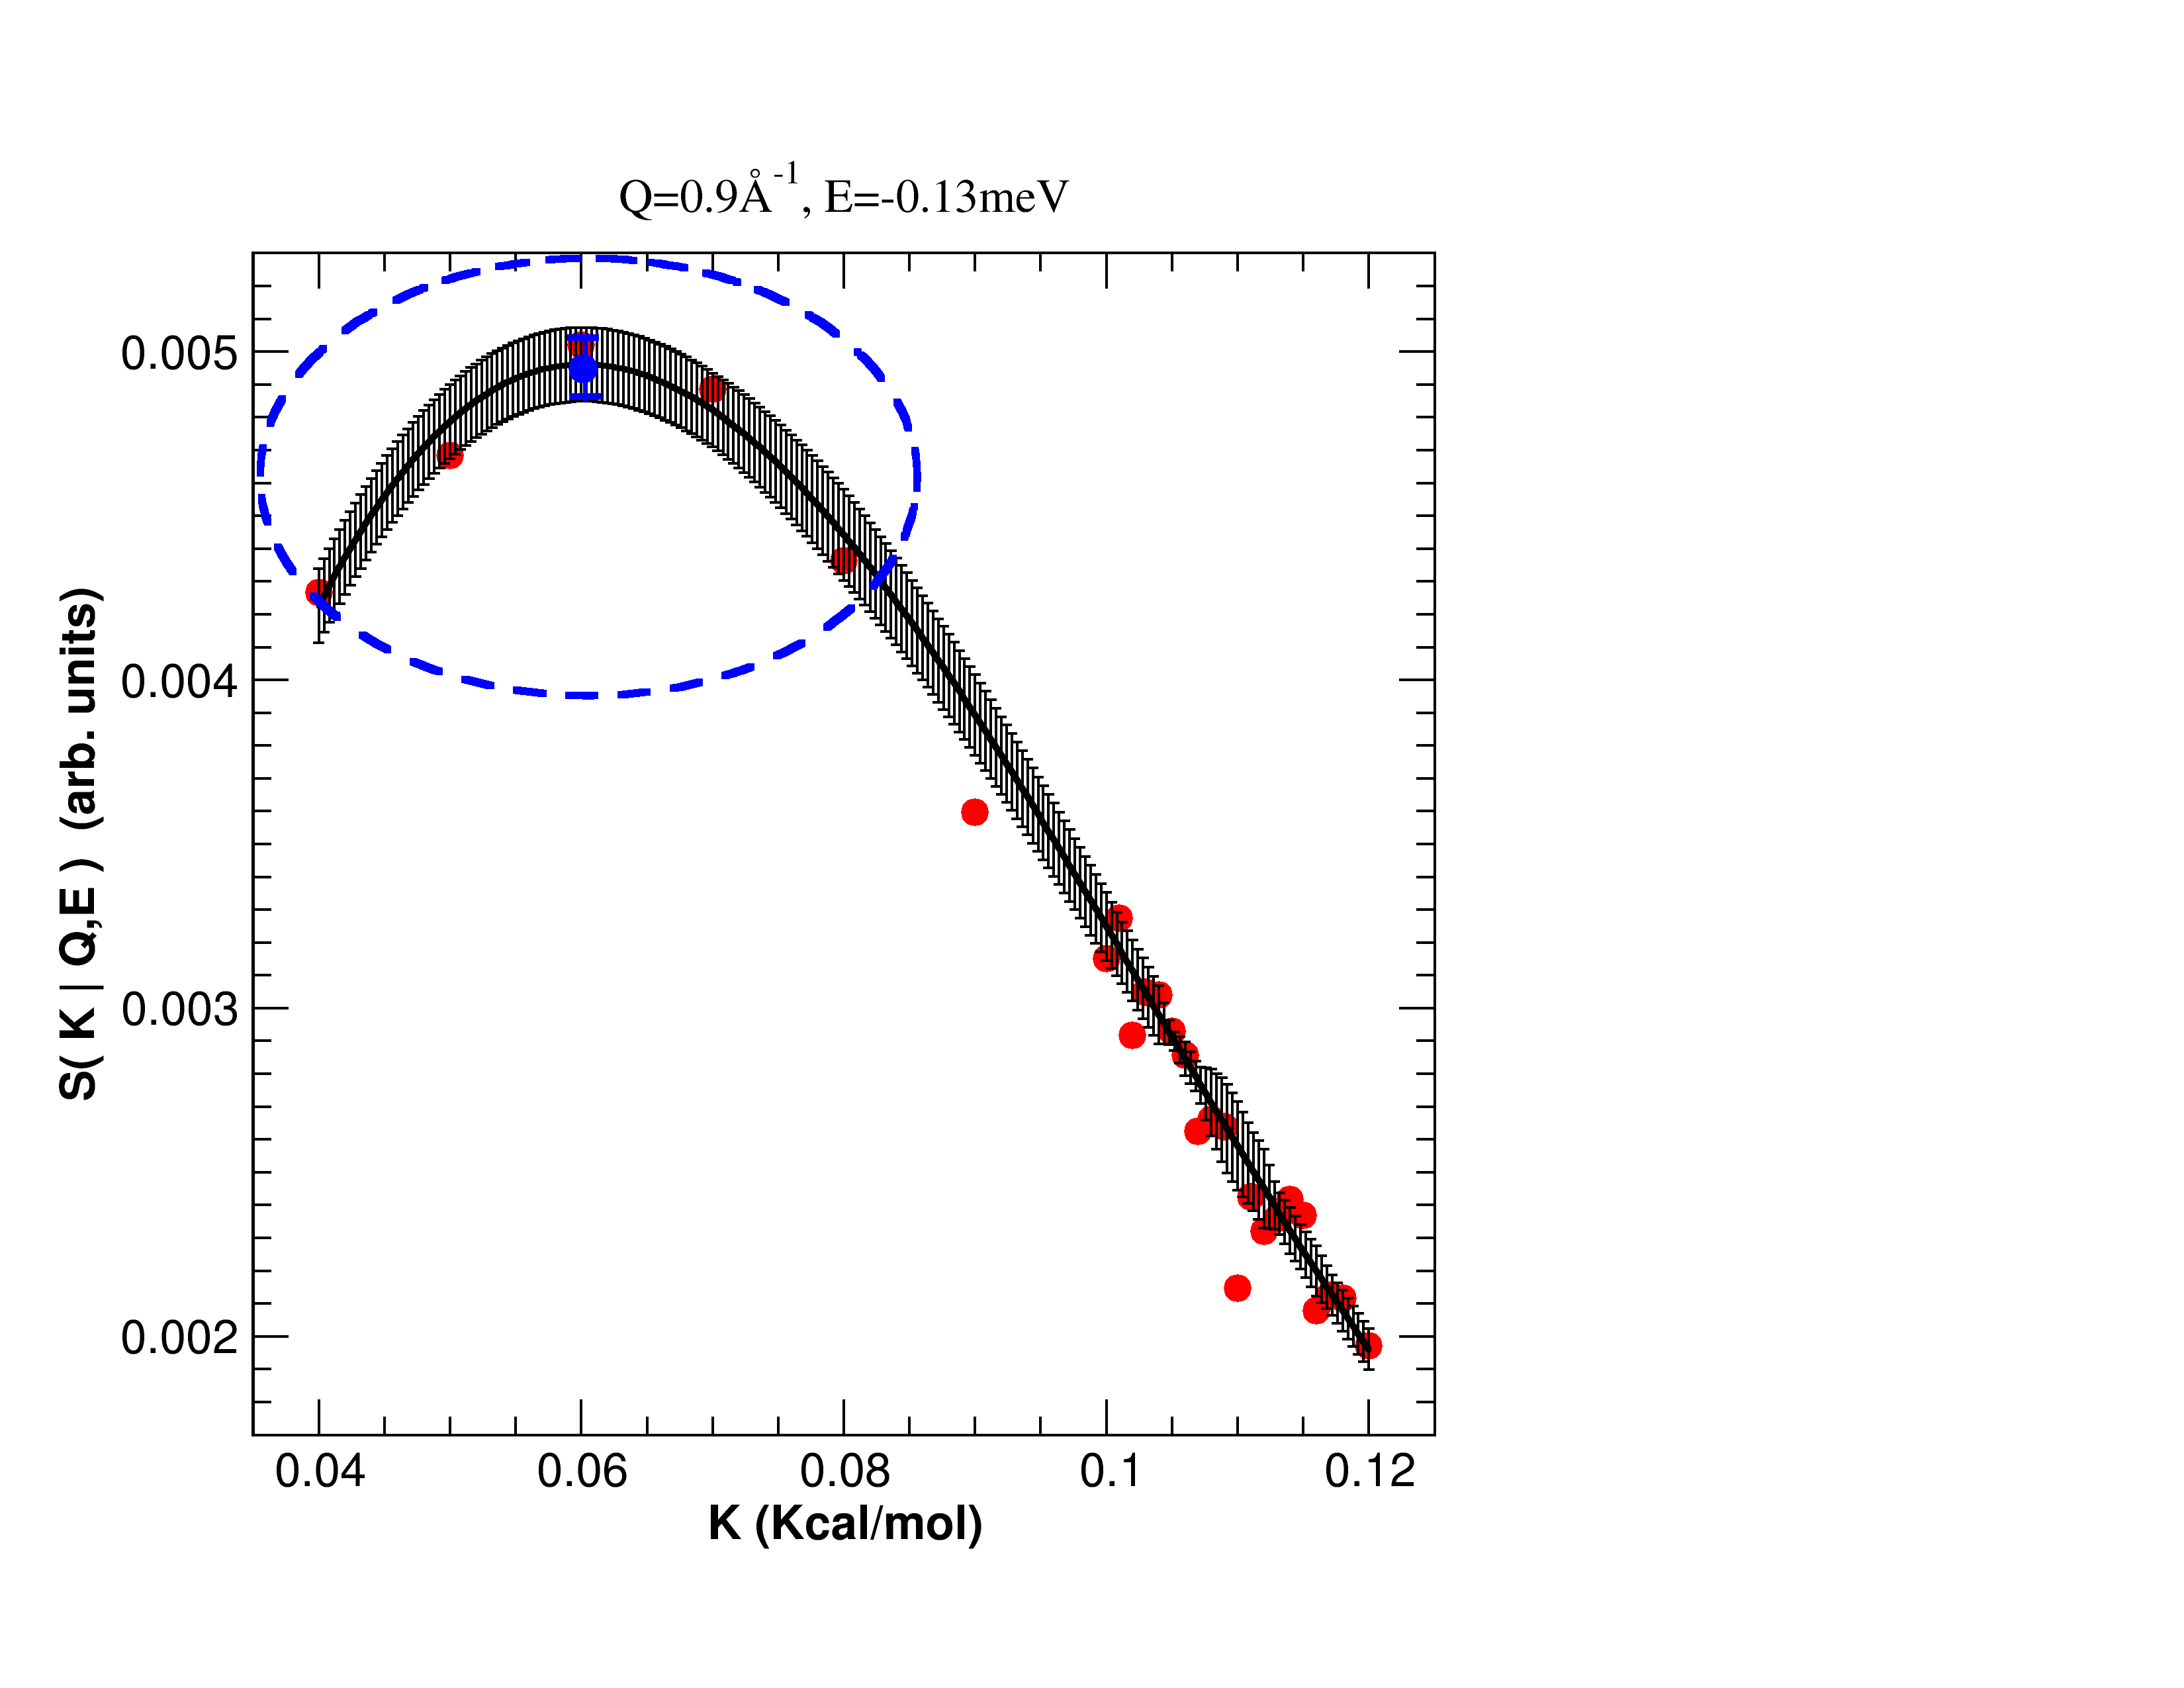 Q=0.9Å-1, E=-0.13meV
0.005
0.004
0.003
0.002
S( K | Q,E ) (arb. units)
0.04 0.06 0.08 0.1 0.12
K (Kcal/mol)